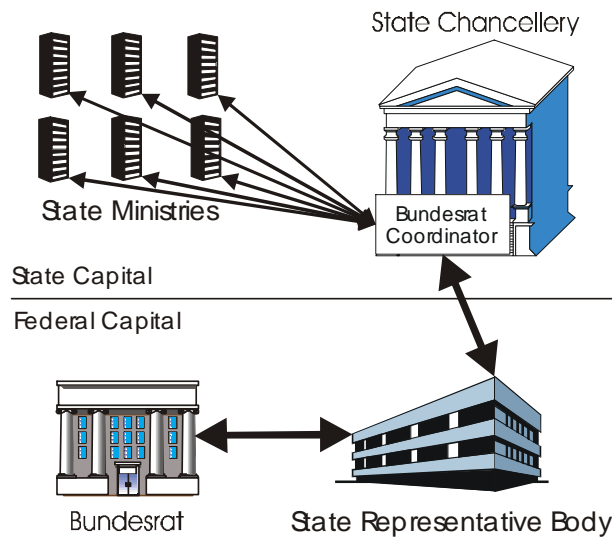 State Chancellery
State Ministries
Bundesrat
Coordinator
State Capital
Federal Capital
Bundesrat
State Representative Body